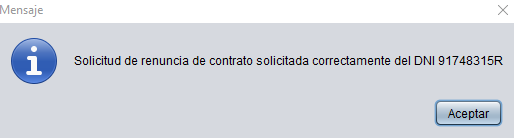 Mensaje
Solicitud de renuncia de contrato solicitada correctamente del DNI 91748315R
Aceptar